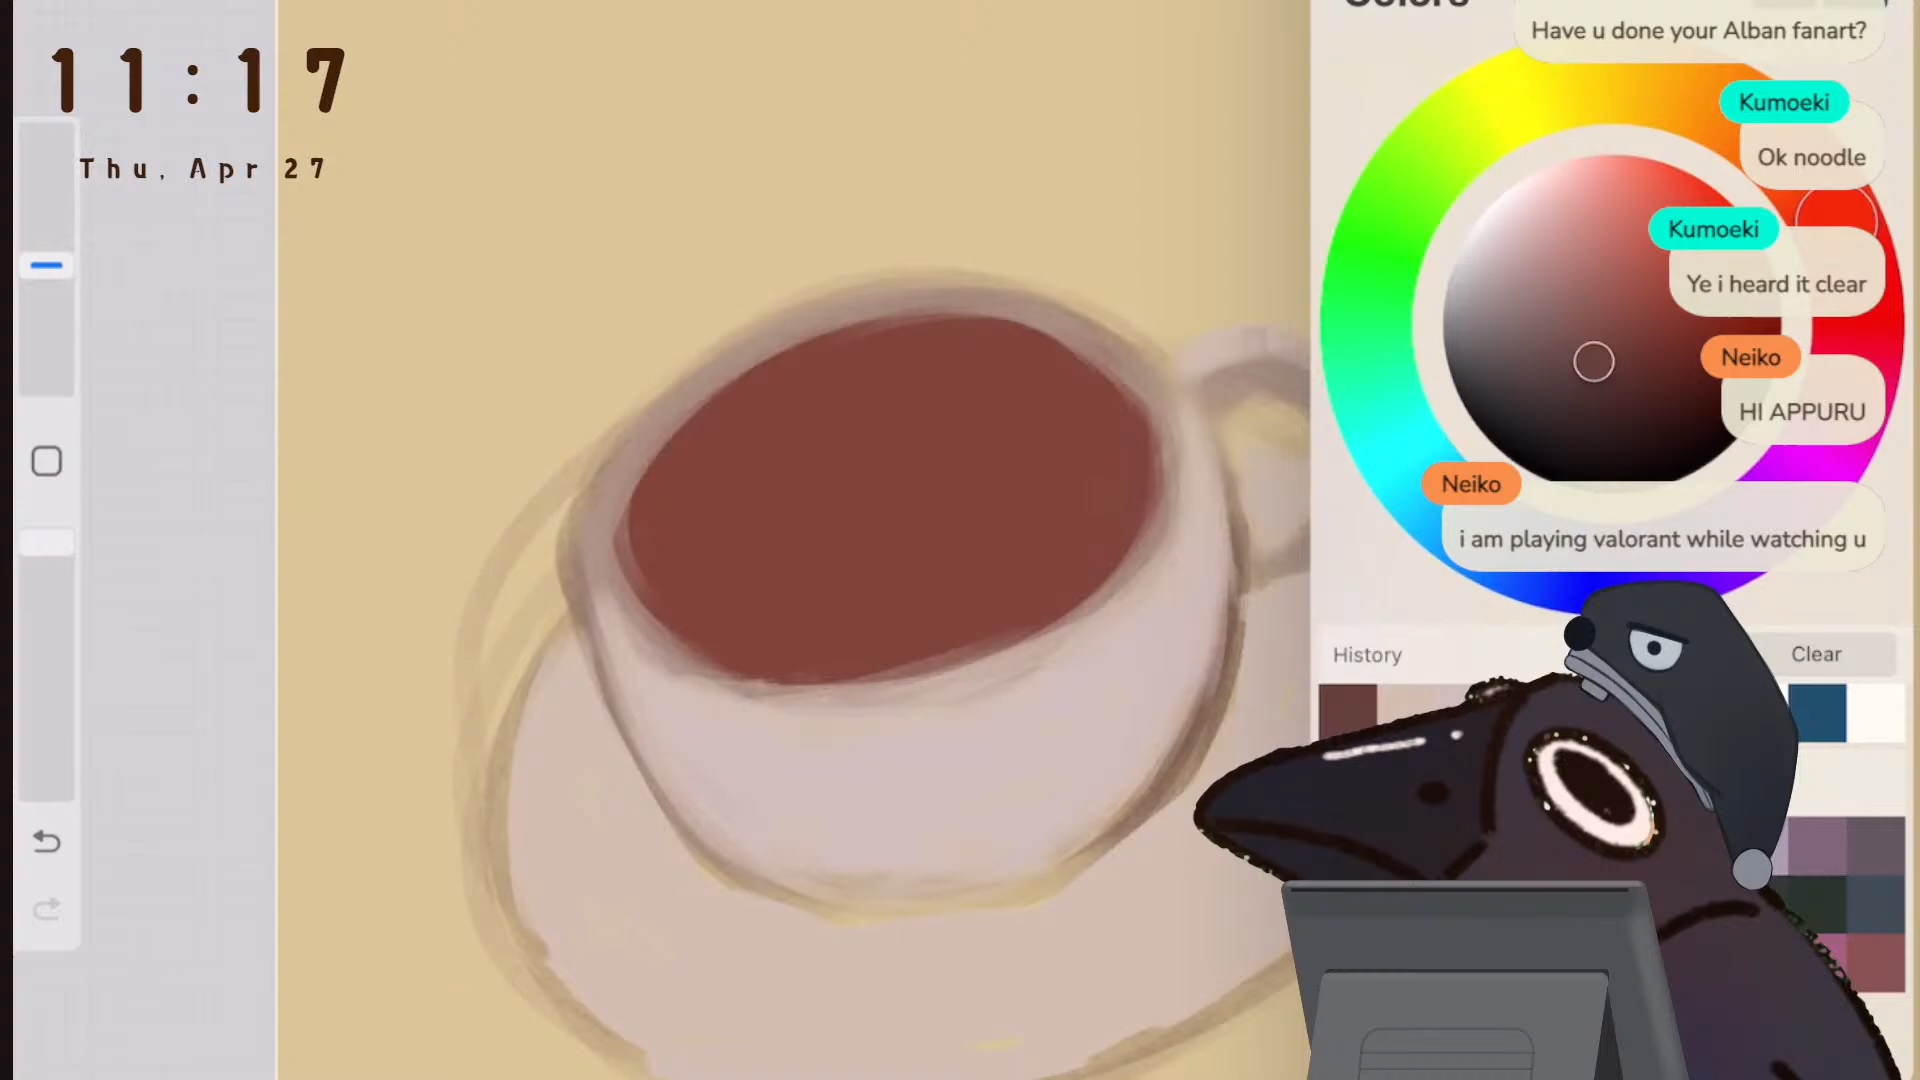 11:17
Thu, Apr 27
Colors
Have u done your Alban fanart?
Kumoeki
Ok noodle
Kumoeki
Ye i heard it clear
Neiko
HI APPURU
Neiko
i am playing valorant while watching u
History
Clear